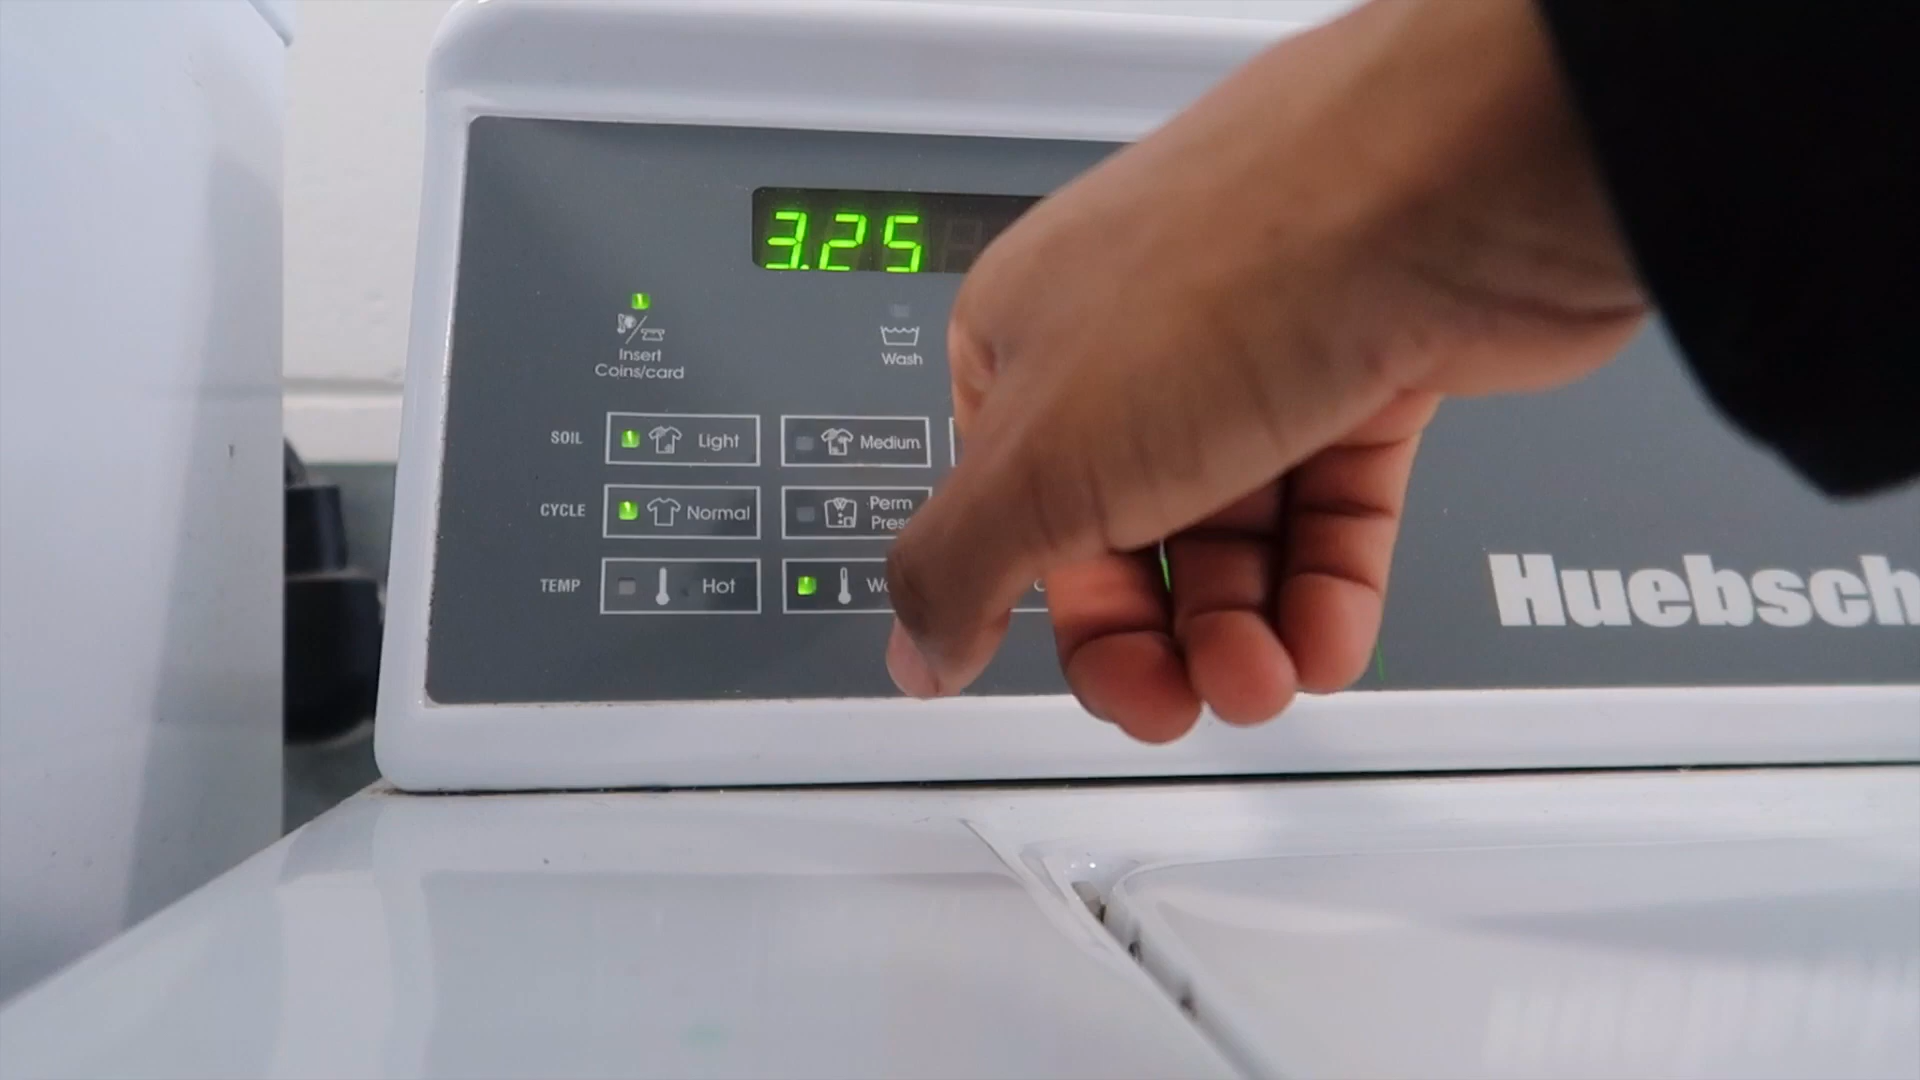 3.25
Insert
Coins/card
Wash
SOIL
Light
Medium
CYCLE
Normal
Perm
TEMP
Hot
Huebsch